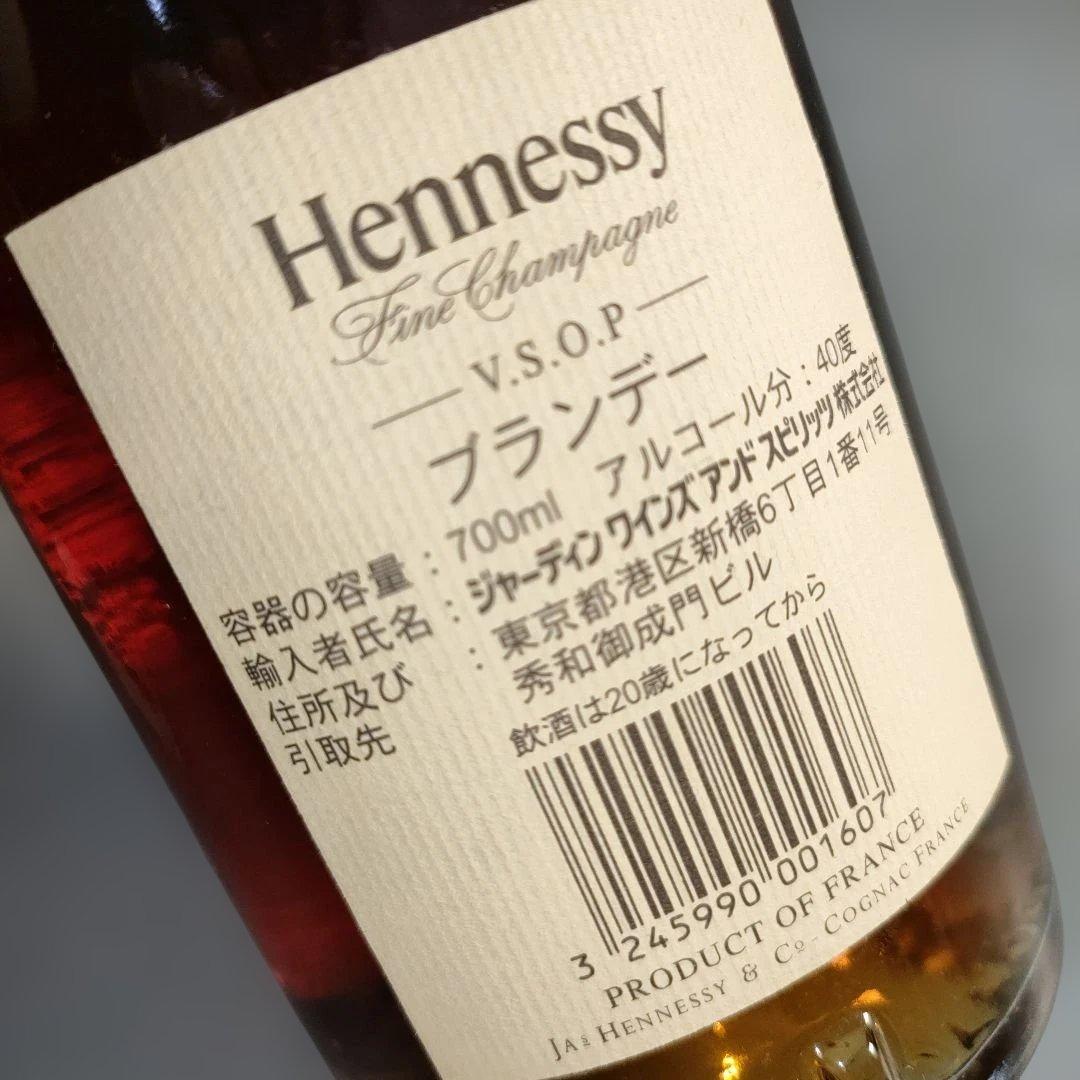 Hennessy
Fine Champagne
V.S.O.P
ブランデー
容器の容量 : 700ml アルコール分 : 40度
輸入者氏名 : ジャーディン ワインズ アンド スピリッツ 株式会社
住所及び : 東京都港区新橋6丁目1番11号
引取先 秀和御成門ビル
飲酒は20歳になってから
3 245990 001607
PRODUCT OF FRANCE
JAS HENNESSY & Co - COGNAC FRANCE